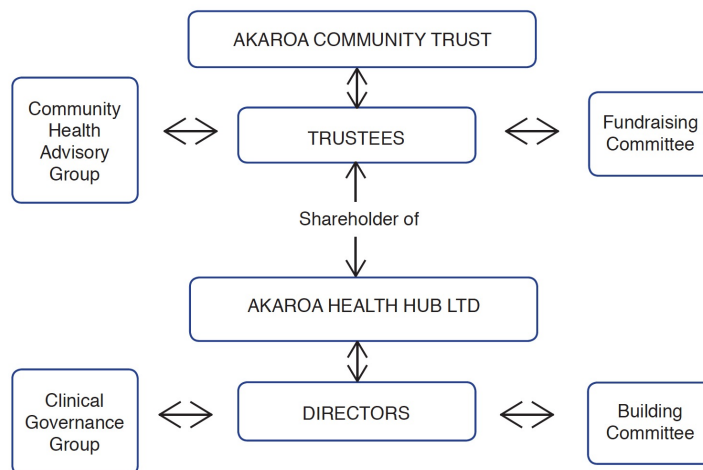 AKAROA COMMUNITY TRUST
Community
Health
Advisory
Group
TRUSTEES
Fundraising
Committee
Shareholder of
AKAROA HEALTH HUB LTD
Clinical
Governance
Group
DIRECTORS
Building
Committee